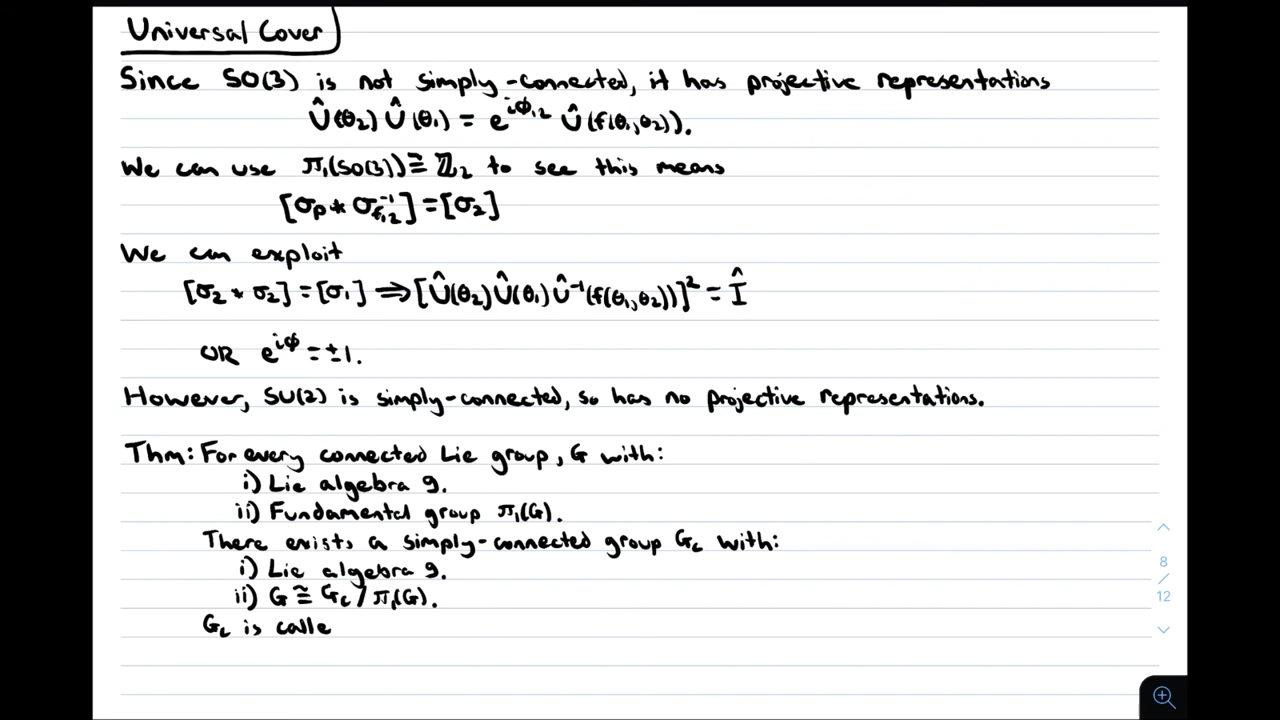 Universal Cover
Since SO(3) is not simply-connected, it has projective representations
Û(θ₂)Û(θ₁) = e^{iϕ₁₂} Û(f(θ₁,θ₂)).
We can use π₁(SO(3)) ≅ ℤ₂ to see this means
[σₚ * σ_{f₁₂}^{-1}] = [σ₂]
We can exploit
[σ₂ * σ₂] = [σ₁] ⇒ [Û(θ₂)Û(θ₁)Û⁻¹(f(θ₁,θ₂))]² = Î
OR e^{iϕ} = ±1.
However, SU(2) is simply-connected, so has no projective representations.
Thm: For every connected Lie group, G with:
i) Lie algebra g.
ii) Fundamental group π₁(G).
There exists a simply-connected group G_c with:
i) Lie algebra g.
ii) G ≅ G_c / π₁(G).
G_c is calle
8
/
12